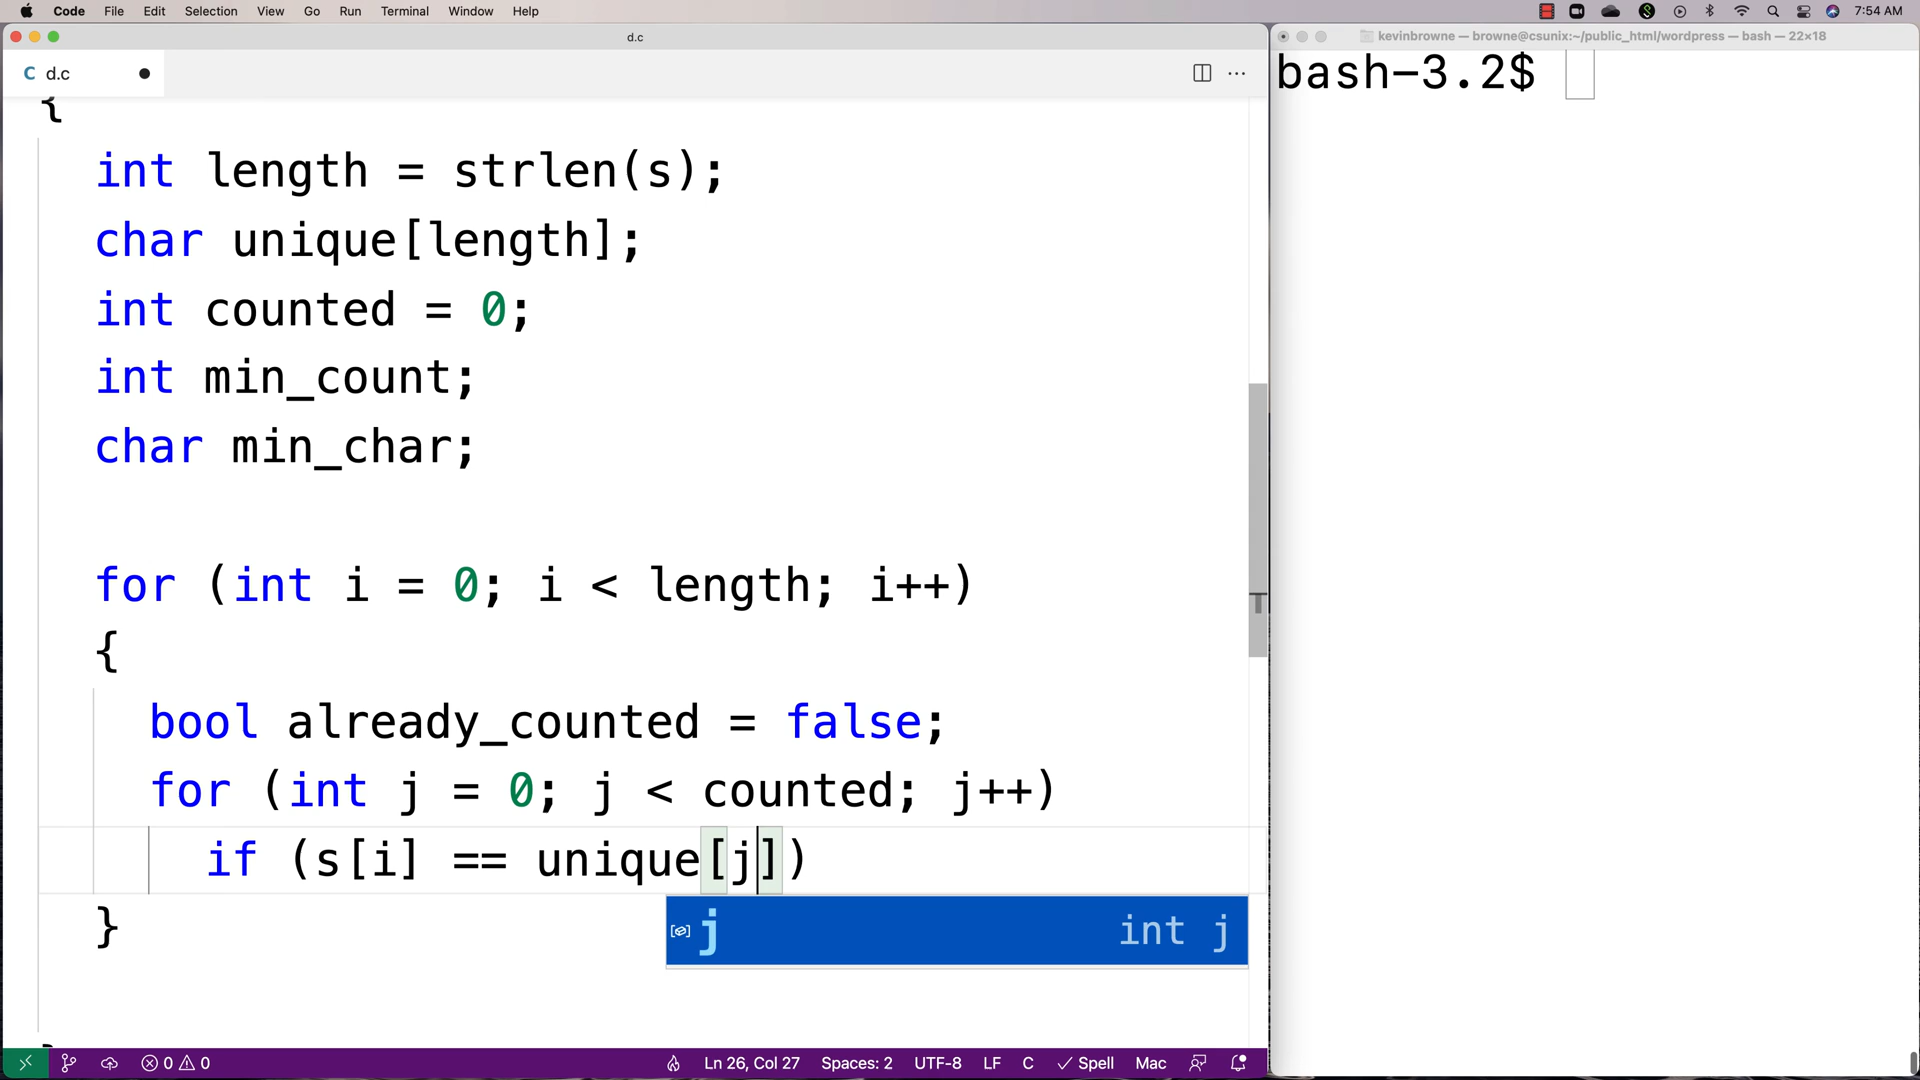 Code File Edit Selection View Go Run Terminal Window Help 7:54 AM
d.c
kevinbrowne — browne@csunix:~/public_html/wordpress — bash — 22×18
C d.c
bash-3.2$
{
int length = strlen(s);
char unique[length];
int counted = 0;
int min_count;
char min_char;
for (int i = 0; i < length; i++)
{
bool already_counted = false;
for (int j = 0; j < counted; j++)
if (s[i] == unique[j])
j int j
}
0 0 Ln 26, Col 27 Spaces: 2 UTF-8 LF C Spell Mac